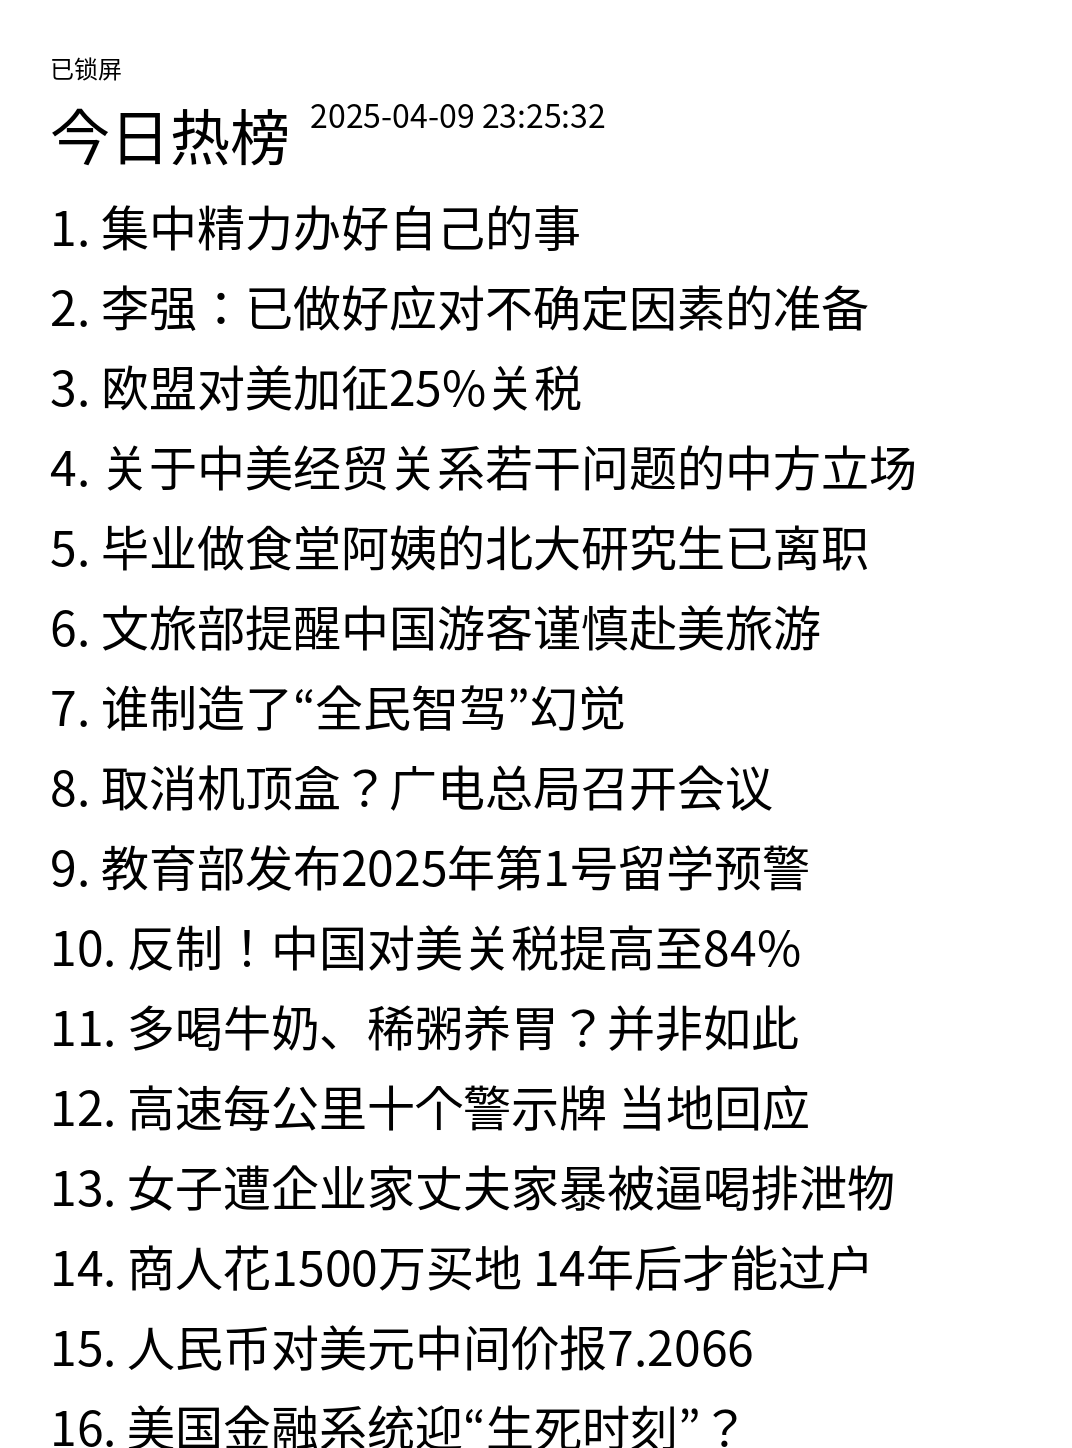 已锁屏
今日热榜 2025-04-09 23:25:32
1. 集中精力办好自己的事
2. 李强：已做好应对不确定因素的准备
3. 欧盟对美加征25%关税
4. 关于中美经贸关系若干问题的中方立场
5. 毕业做食堂阿姨的北大研究生已离职
6. 文旅部提醒中国游客谨慎赴美旅游
7. 谁制造了“全民智驾”幻觉
8. 取消机顶盒？广电总局召开会议
9. 教育部发布2025年第1号留学预警
10. 反制！中国对美关税提高至84%
11. 多喝牛奶、稀粥养胃？并非如此
12. 高速每公里十个警示牌 当地回应
13. 女子遭企业家丈夫家暴被逼喝排泄物
14. 商人花1500万买地 14年后才能过户
15. 人民币对美元中间价报7.2066
16. 美国金融系统迎“生死时刻”？